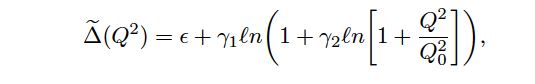 $\widetilde{\Delta}(Q^2) = \epsilon + \gamma_1 \ell n \left( 1 + \gamma_2 \ell n \left[ 1 + \frac{Q^2}{Q_0^2} \right] \right),$